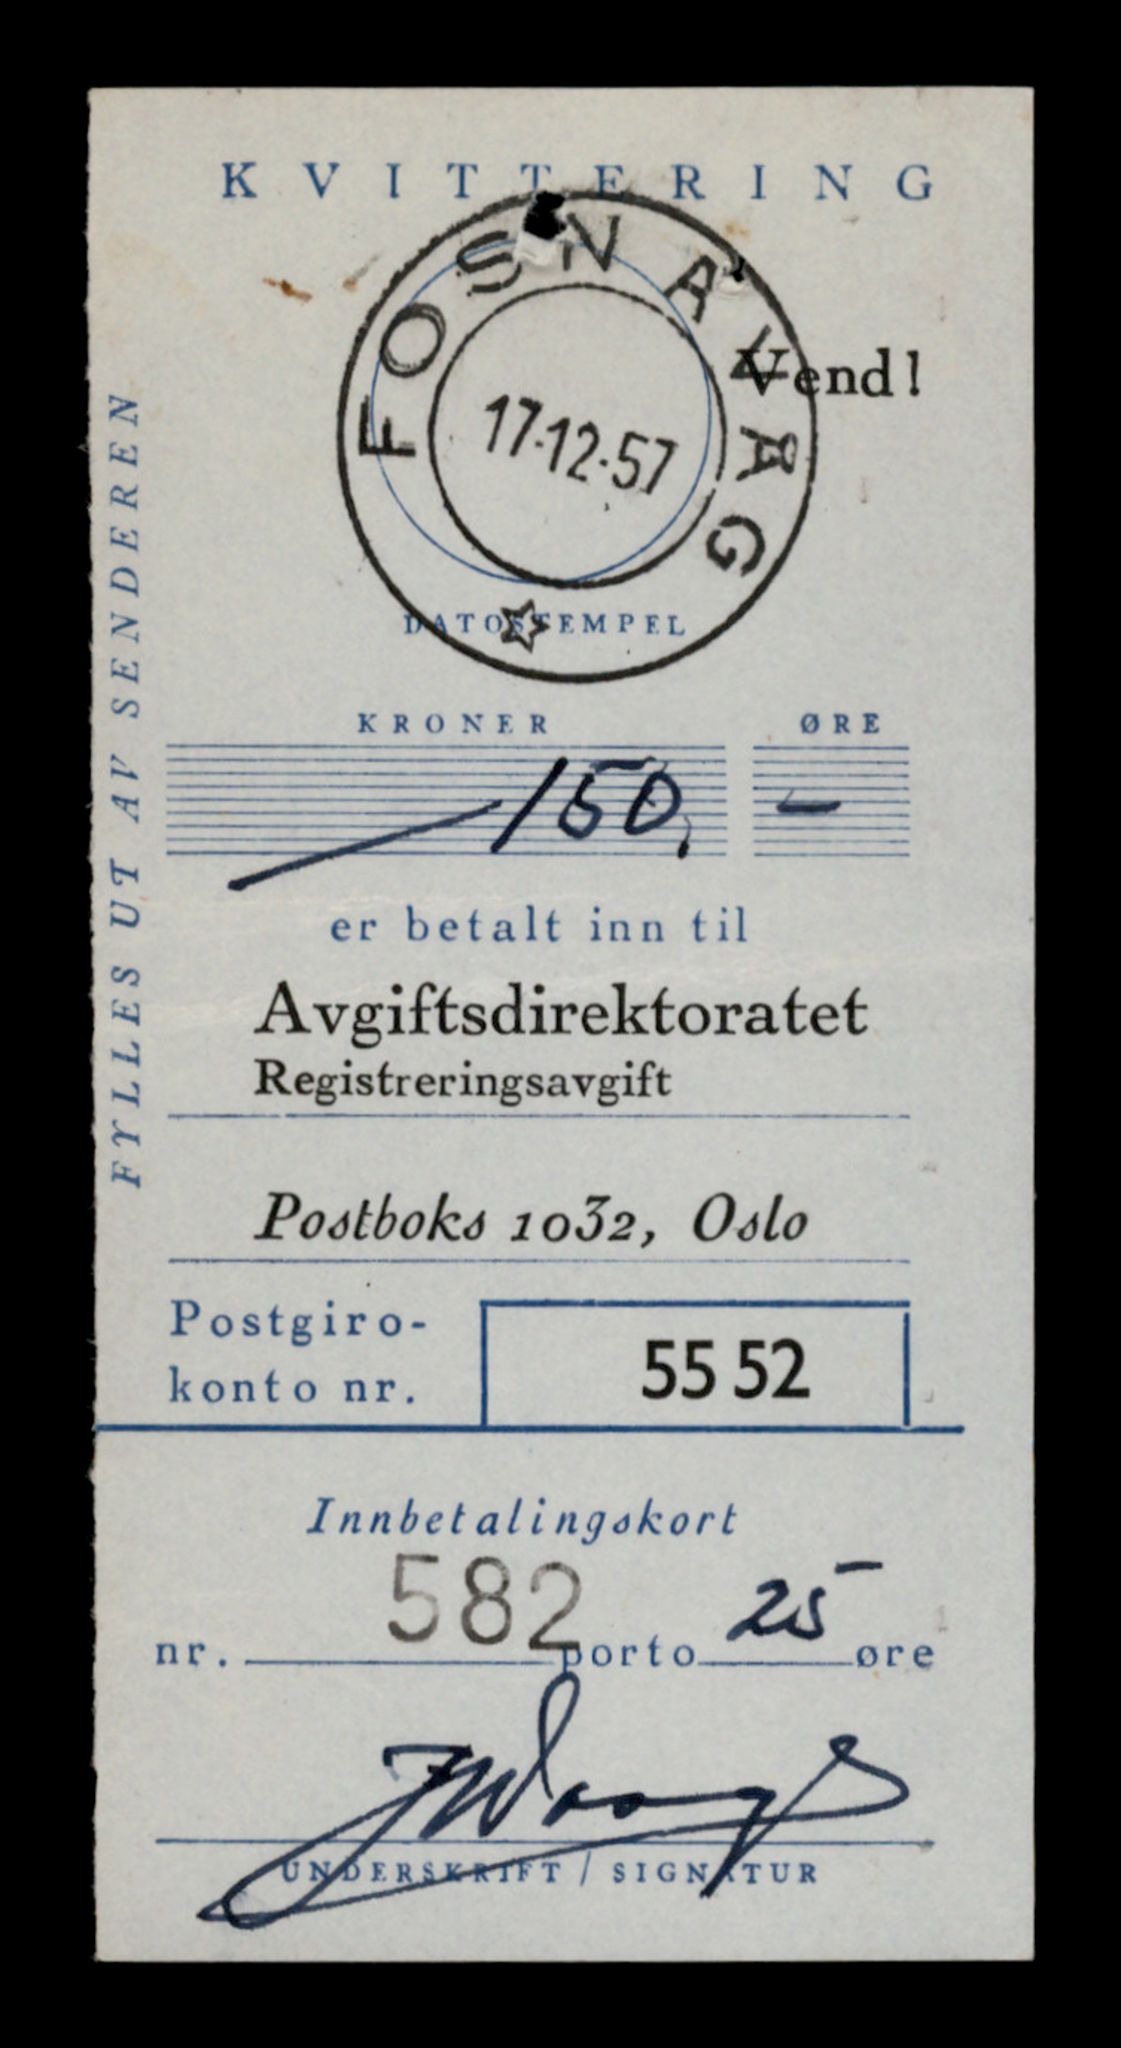 KVITTERING
FOSNAVÅG
17.12.57
Vend!
DATOSTEMPEL
FYLLES UT AV SENDEREN
KRONER ØRE
150, -
er betalt inn til
Avgiftsdirektoratet
Registreringsavgift
Postboks 1032, Oslo
Postgiro-
konto nr. 55 52
Innbetalingskort
nr. 582 porto 25 øre
UNDERSKRIFT / SIGNATUR